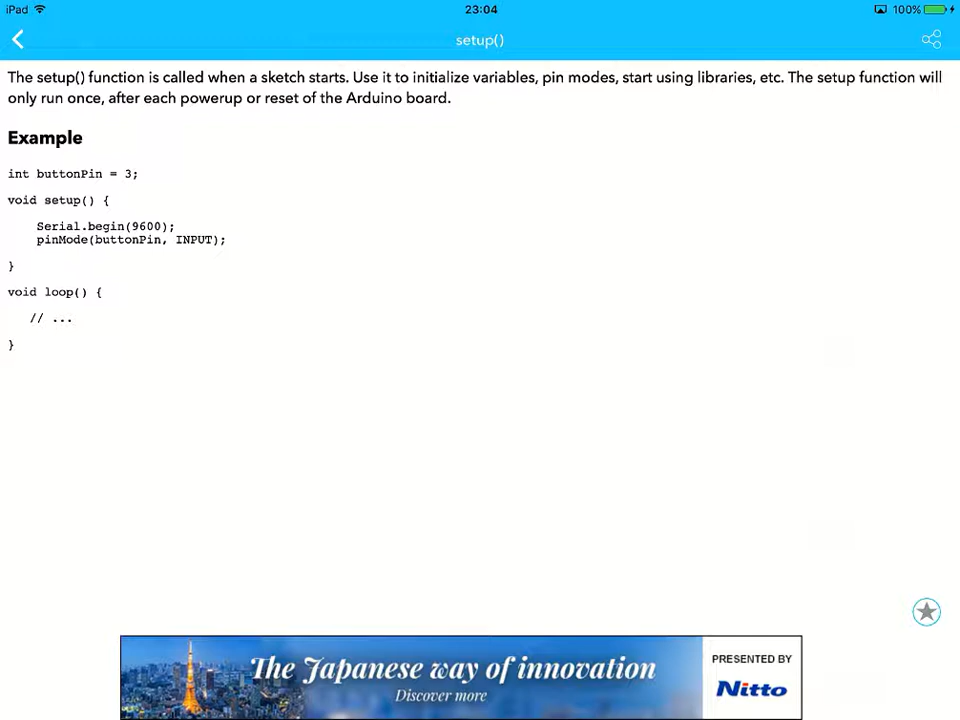 iPad 23:04 100%
setup()
The setup() function is called when a sketch starts. Use it to initialize variables, pin modes, start using libraries, etc. The setup function will
only run once, after each powerup or reset of the Arduino board.
Example
int buttonPin = 3;
void setup() {
    Serial.begin(9600);
    pinMode(buttonPin, INPUT);
}
void loop() {
   // ...
}
The Japanese way of innovation
Discover more
PRESENTED BY
Nitto